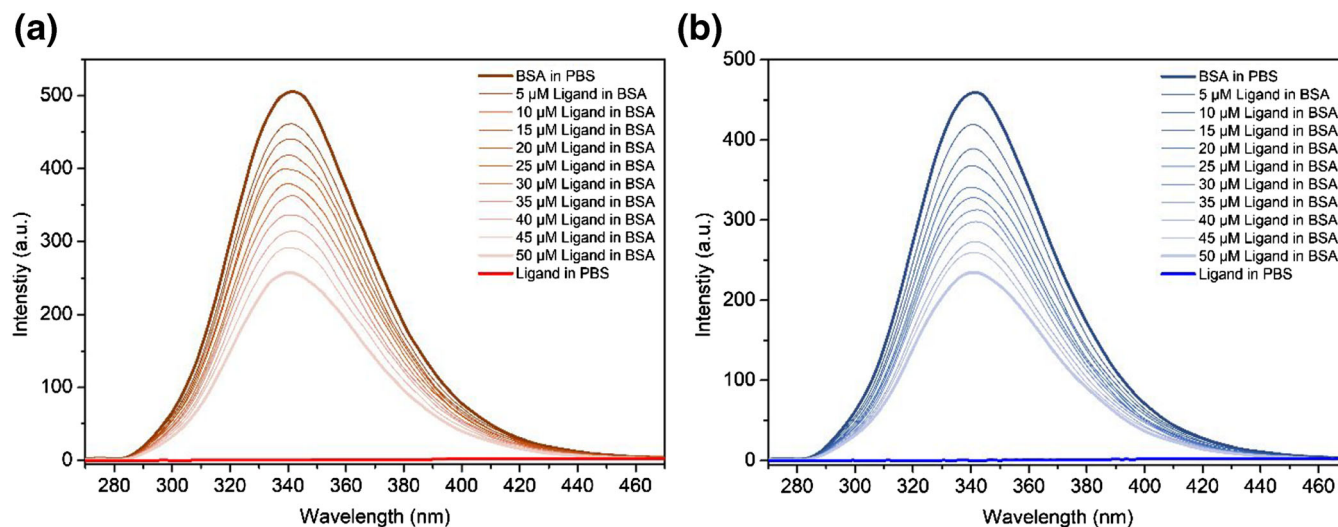 (a)
500
400
300
200
100
0
Intenstiy (a.u.)
280 300 320 340 360 380 400 420 440 460
Wavelength (nm)
BSA in PBS
5 µM Ligand in BSA
10 µM Ligand in BSA
15 µM Ligand in BSA
20 µM Ligand in BSA
25 µM Ligand in BSA
30 µM Ligand in BSA
35 µM Ligand in BSA
40 µM Ligand in BSA
45 µM Ligand in BSA
50 µM Ligand in BSA
Ligand in PBS
(b)
500
400
300
200
100
0
Intenstiy (a.u.)
280 300 320 340 360 380 400 420 440 460
Wavelength (nm)
BSA in PBS
5 µM Ligand in BSA
10 µM Ligand in BSA
15 µM Ligand in BSA
20 µM Ligand in BSA
25 µM Ligand in BSA
30 µM Ligand in BSA
35 µM Ligand in BSA
40 µM Ligand in BSA
45 µM Ligand in BSA
50 µM Ligand in BSA
Ligand in PBS